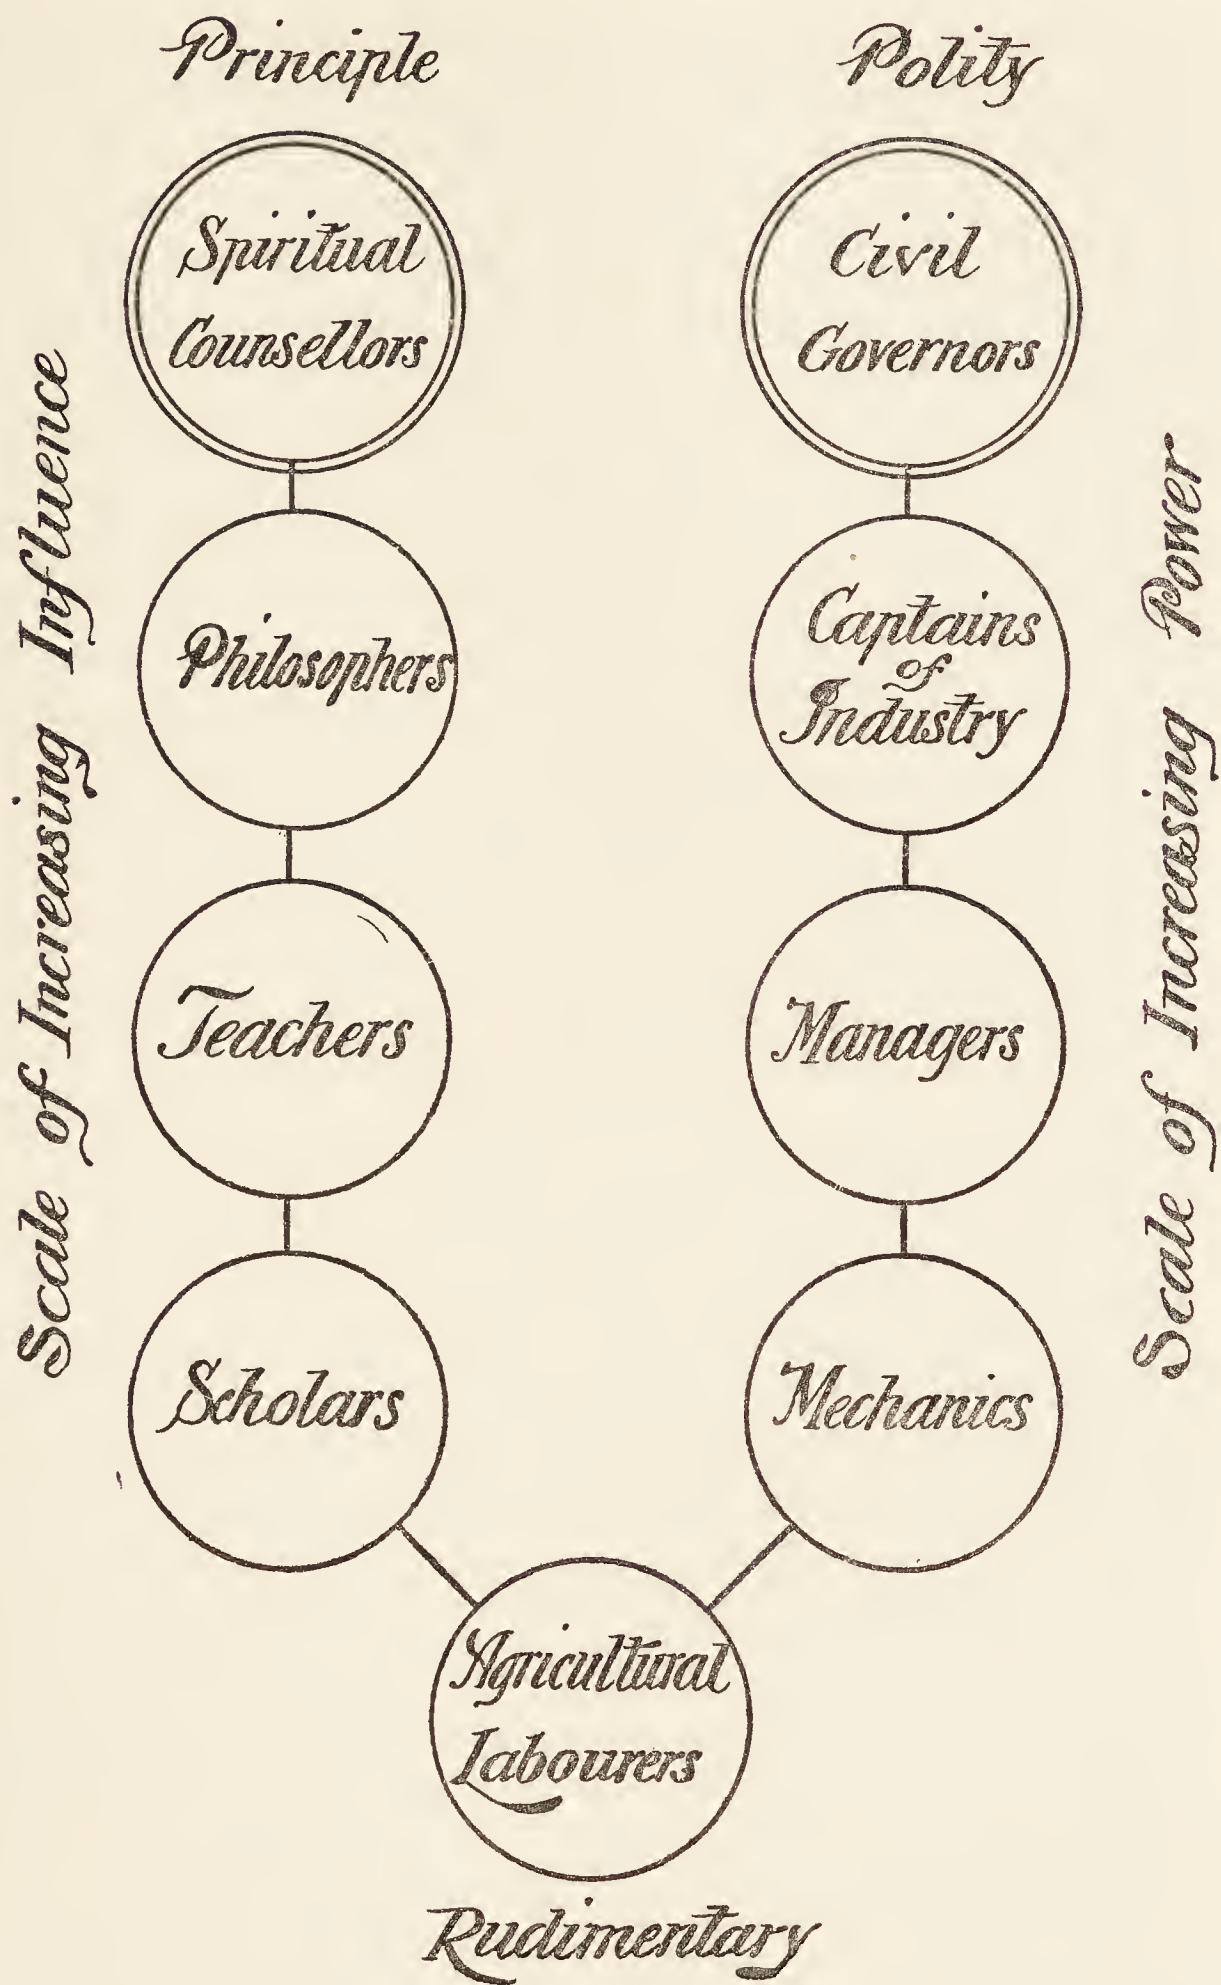 Principle
Polity
Spiritual
Counsellors
Civil
Governors
Scale of Increasing Influence
Philosophers
Captains
of
Industry
Scale of Increasing Power
Teachers
Managers
Scholars
Mechanics
Agricultural
Labourers
Rudimentary